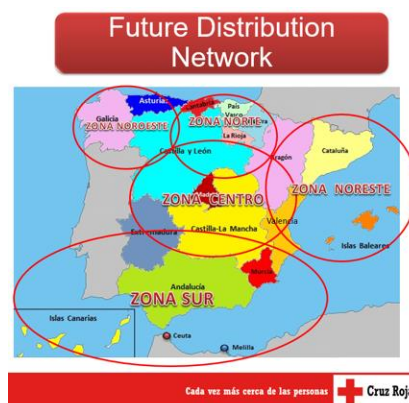 Future Distribution
Network
Asturias
Cantabria
País
Vasco
Galicia
ZONA NOROESTE
ZONA NORTE
La Rioja
Castilla y León
Aragón
Cataluña
Madrid
ZONA CENTRO
ZONA NORESTE
Valencia
Extremadura
Castilla-La Mancha
Islas Baleares
Murcia
Andalucía
ZONA SUR
Islas Canarias
Ceuta
Melilla
Cada vez más cerca de las personas
Cruz Roja